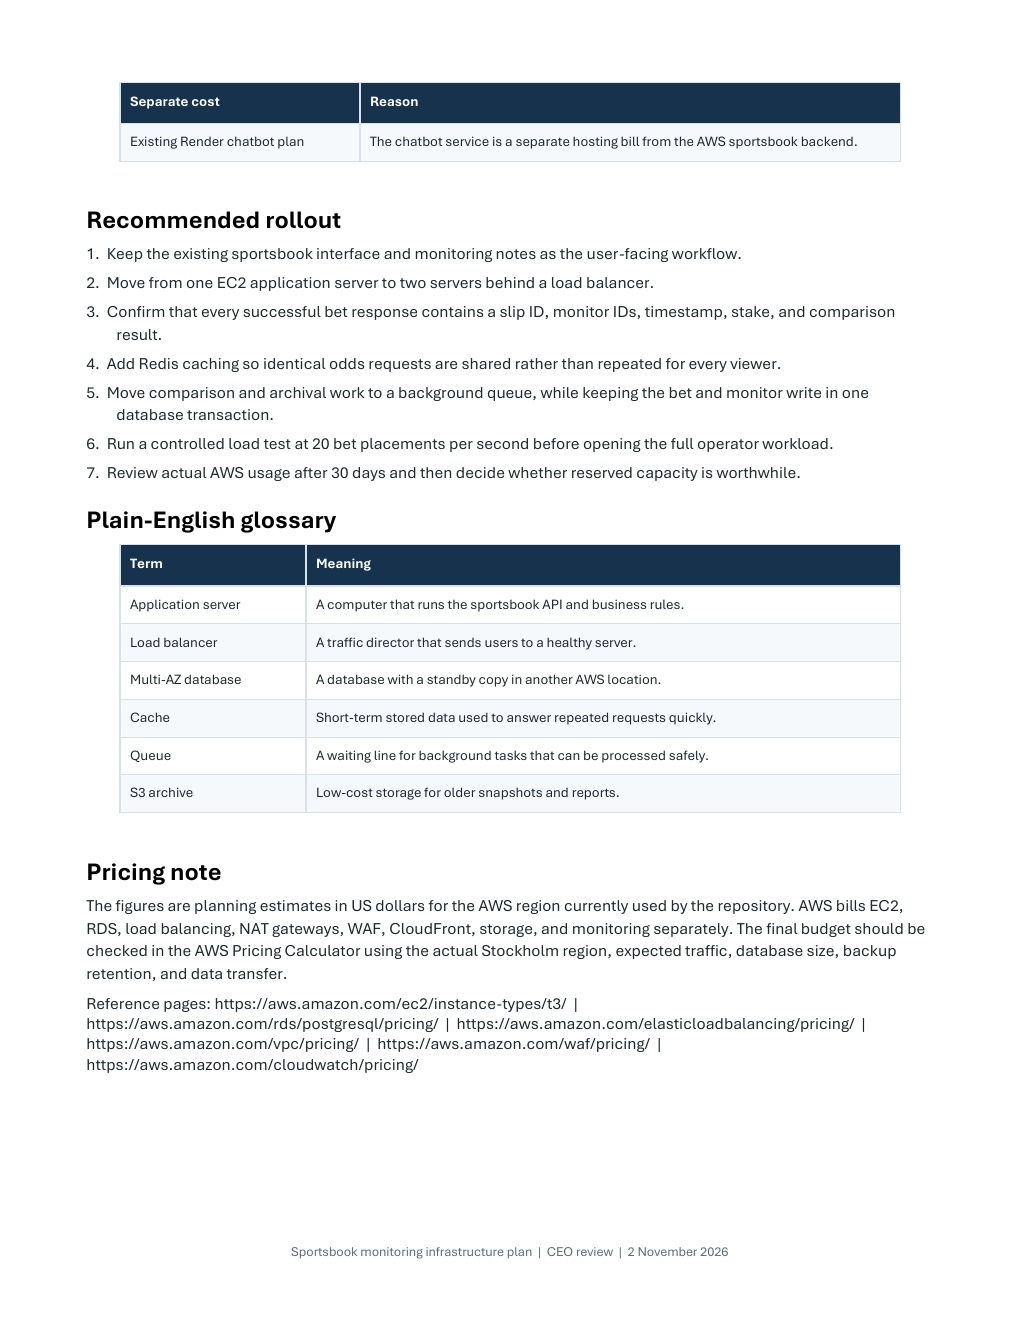 Separate cost Reason
Existing Render chatbot plan The chatbot service is a separate hosting bill from the AWS sportsbook backend.
Recommended rollout
1. Keep the existing sportsbook interface and monitoring notes as the user-facing workflow.
2. Move from one EC2 application server to two servers behind a load balancer.
3. Confirm that every successful bet response contains a slip ID, monitor IDs, timestamp, stake, and comparison
result.
4. Add Redis caching so identical odds requests are shared rather than repeated for every viewer.
5. Move comparison and archival work to a background queue, while keeping the bet and monitor write in one
database transaction.
6. Run a controlled load test at 20 bet placements per second before opening the full operator workload.
7. Review actual AWS usage after 30 days and then decide whether reserved capacity is worthwhile.
Plain-English glossary
Term Meaning
Application server A computer that runs the sportsbook API and business rules.
Load balancer A traffic director that sends users to a healthy server.
Multi-AZ database A database with a standby copy in another AWS location.
Cache Short-term stored data used to answer repeated requests quickly.
Queue A waiting line for background tasks that can be processed safely.
S3 archive Low-cost storage for older snapshots and reports.
Pricing note
The figures are planning estimates in US dollars for the AWS region currently used by the repository. AWS bills EC2,
RDS, load balancing, NAT gateways, WAF, CloudFront, storage, and monitoring separately. The final budget should be
checked in the AWS Pricing Calculator using the actual Stockholm region, expected traffic, database size, backup
retention, and data transfer.
Reference pages: https://aws.amazon.com/ec2/instance-types/t3/ |
https://aws.amazon.com/rds/postgresql/pricing/ | https://aws.amazon.com/elasticloadbalancing/pricing/ |
https://aws.amazon.com/vpc/pricing/ | https://aws.amazon.com/waf/pricing/ |
https://aws.amazon.com/cloudwatch/pricing/
Sportsbook monitoring infrastructure plan | CEO review | 2 November 2026